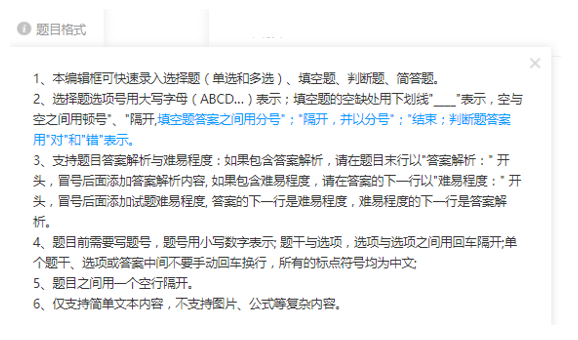 题目格式
1、本编辑框可快速录入选择题（单选和多选）、填空题、判断题、简答题。
2、选择题选项号用大写字母（ABCD...）表示；填空题的空缺处用下划线"____"表示，空与
空之间用顿号"、"隔开,填空题答案之间用分号"；"隔开，并以分号"；"结束；判断题答案
用"对"和"错"表示。
3、支持题目答案解析与难易程度：如果包含答案解析，请在题目末行以"答案解析：" 开
头，冒号后面添加答案解析内容, 如果包含难易程度，请在答案的下一行以"难易程度：" 开
头，冒号后面添加试题难易程度, 答案的下一行是难易程度，难易程度的下一行是答案解
析。
4、题目前需要写题号，题号用小写数字表示; 题干与选项，选项与选项之间用回车隔开;单
个题干、选项或答案中间不要手动回车换行，所有的标点符号均为中文;
5、题目之间用一个空行隔开。
6、仅支持简单文本内容，不支持图片、公式等复杂内容。